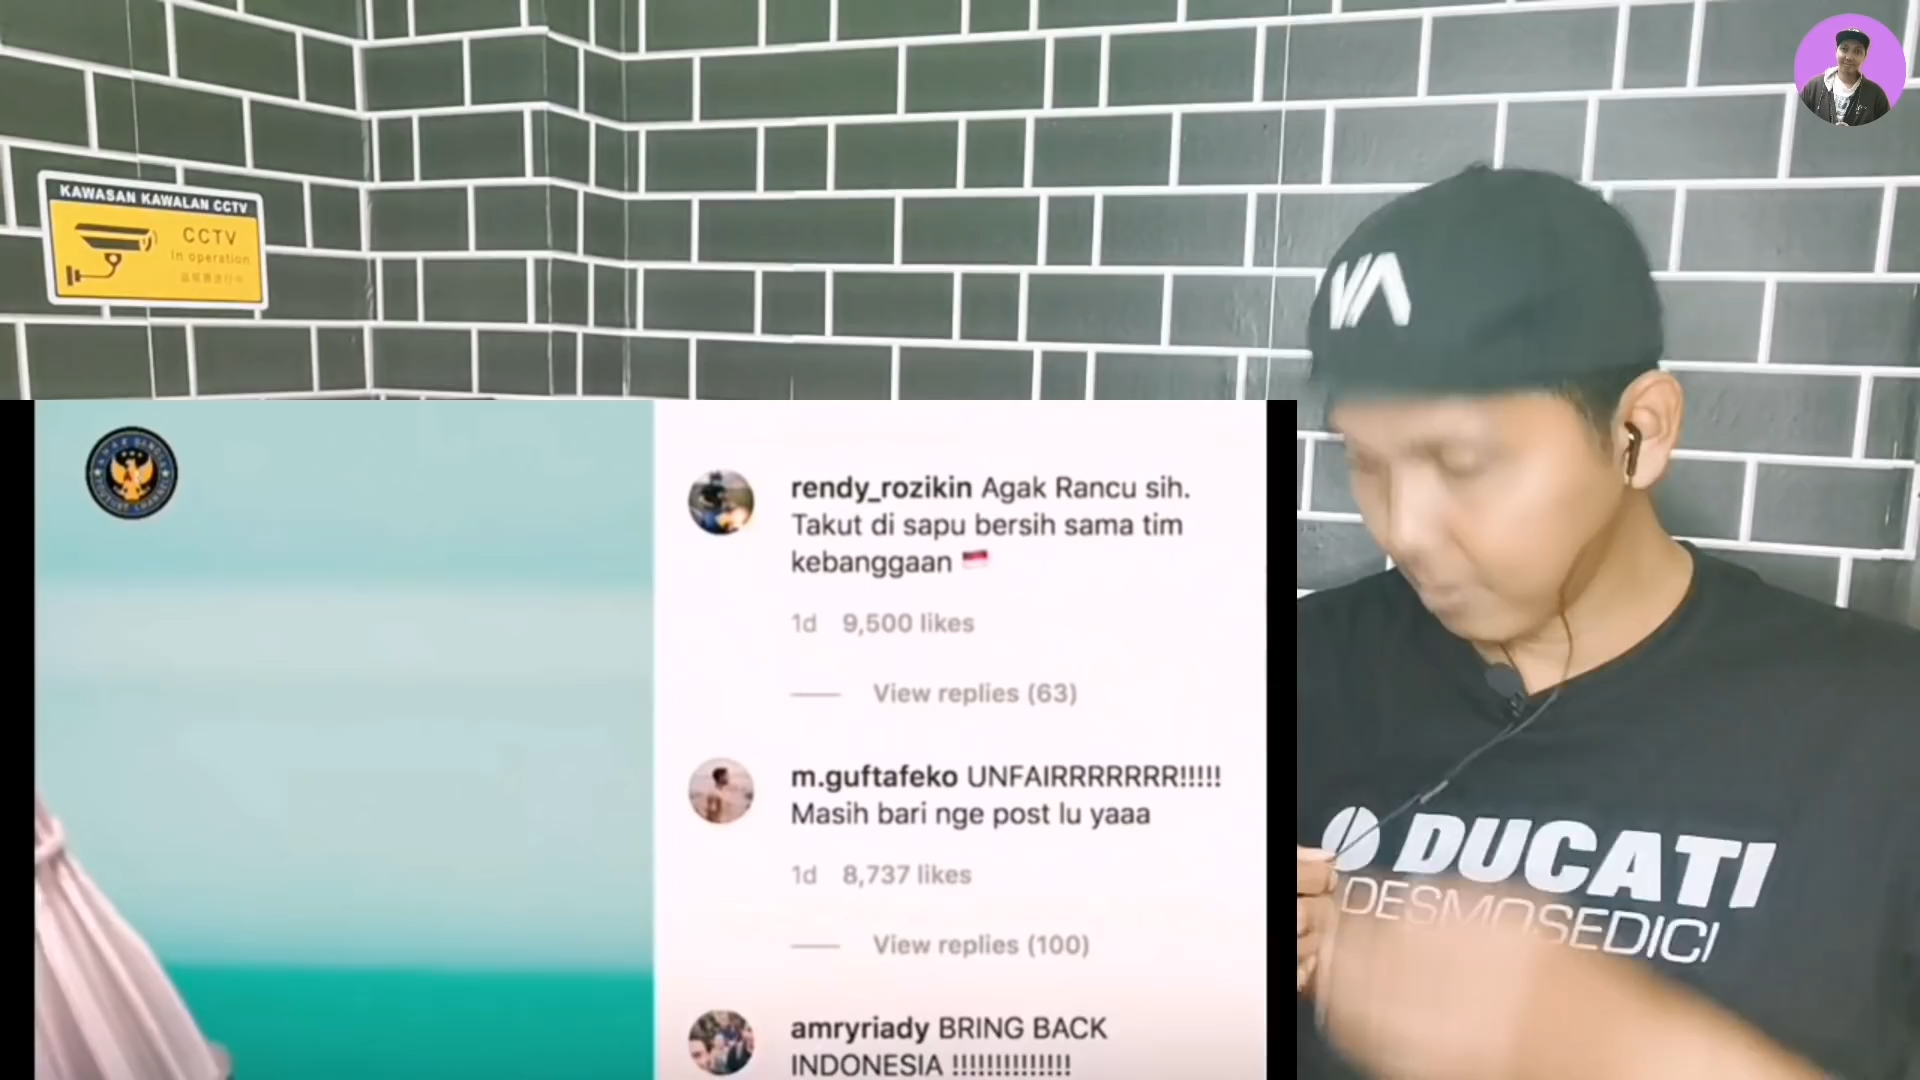 KAWASAN KAWALAN CCTV
CCTV
In operation
rendy_rozikin Agak Rancu sih.
Takut di sapu bersih sama tim
kebanggaan 🇮🇩
1d 9,500 likes
View replies (63)
m.guftafeko UNFAIRRRRRRR!!!!!
Masih bari nge post lu yaaa
1d 8,737 likes
View replies (100)
amryriady BRING BACK
INDONESIA !!!!!!!!!!!!!!
DUCATI
DESMOSEDICI